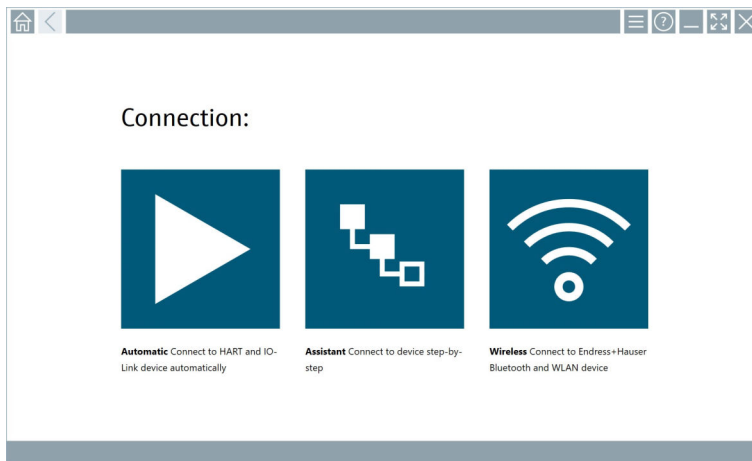 Connection:
Automatic Connect to HART and IO-
Link device automatically
Assistant Connect to device step-by-
step
Wireless Connect to Endress+Hauser
Bluetooth and WLAN device